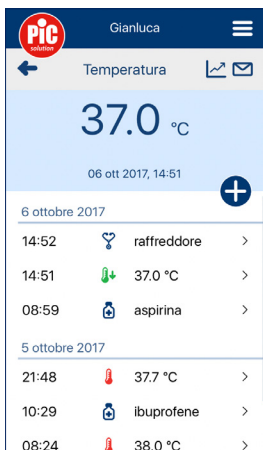 PiC
solution
Gianluca
Temperatura
37.0 °C
06 ott 2017, 14:51
6 ottobre 2017
14:52 raffreddore
14:51 37.0 °C
08:59 aspirina
5 ottobre 2017
21:48 37.7 °C
10:29 ibuprofene
08:24 38.0 °C